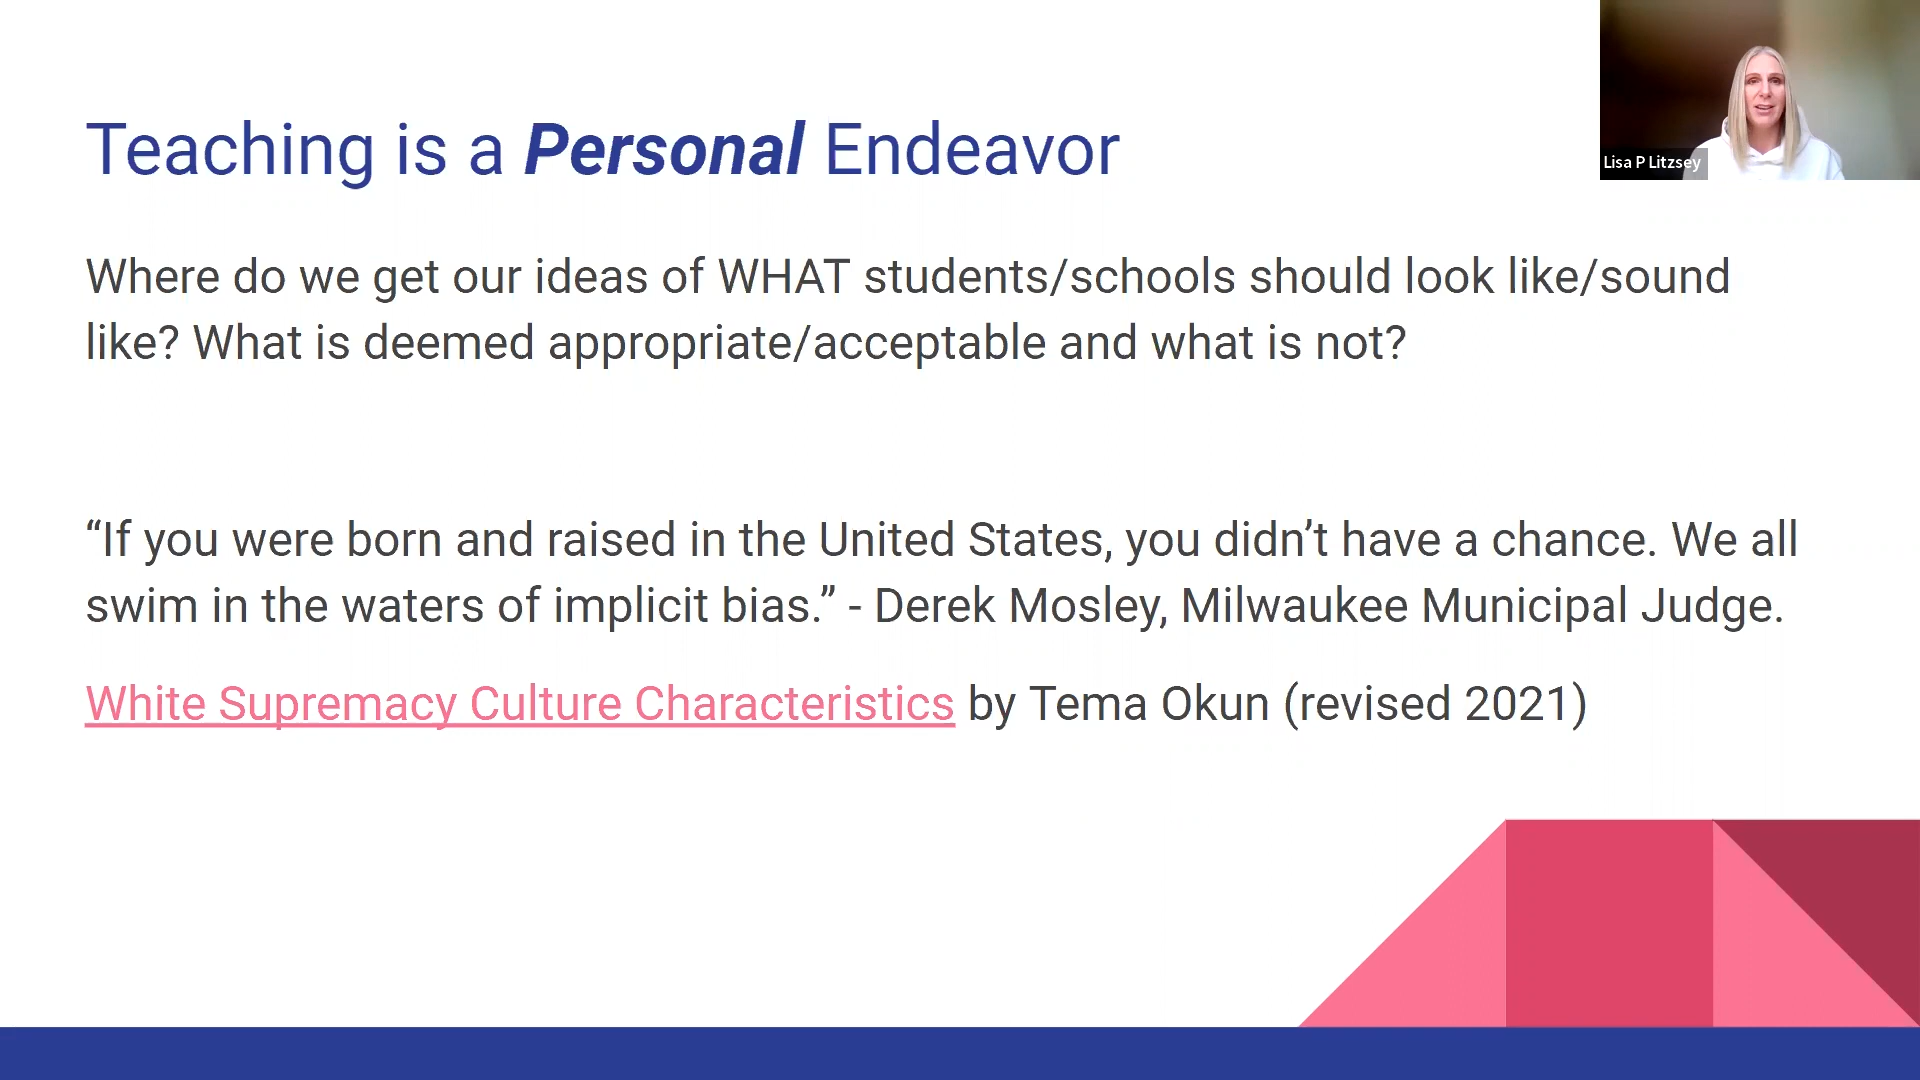 Lisa P Litzsey
Teaching is a Personal Endeavor
Where do we get our ideas of WHAT students/schools should look like/sound
like? What is deemed appropriate/acceptable and what is not?
“If you were born and raised in the United States, you didn’t have a chance. We all
swim in the waters of implicit bias.” - Derek Mosley, Milwaukee Municipal Judge.
White Supremacy Culture Characteristics by Tema Okun (revised 2021)